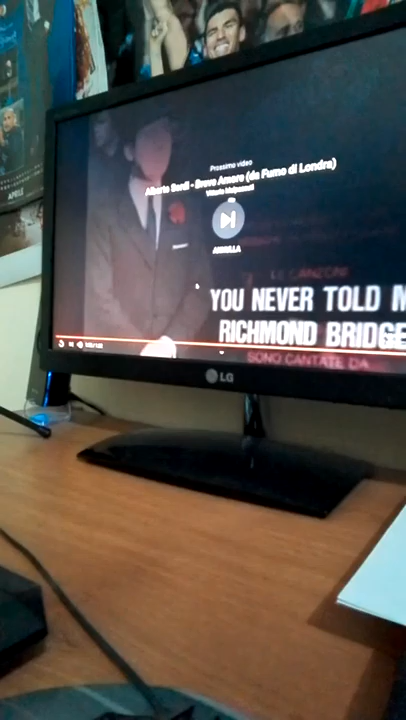 APRILE
Prossimo video
Alberto Sordi - Breve Amore (da Fumo di Londra)
ANNULLA
LE CANZONI
YOU NEVER TOLD M
RICHMOND BRIDGE
SONO CANTATE DA
LG